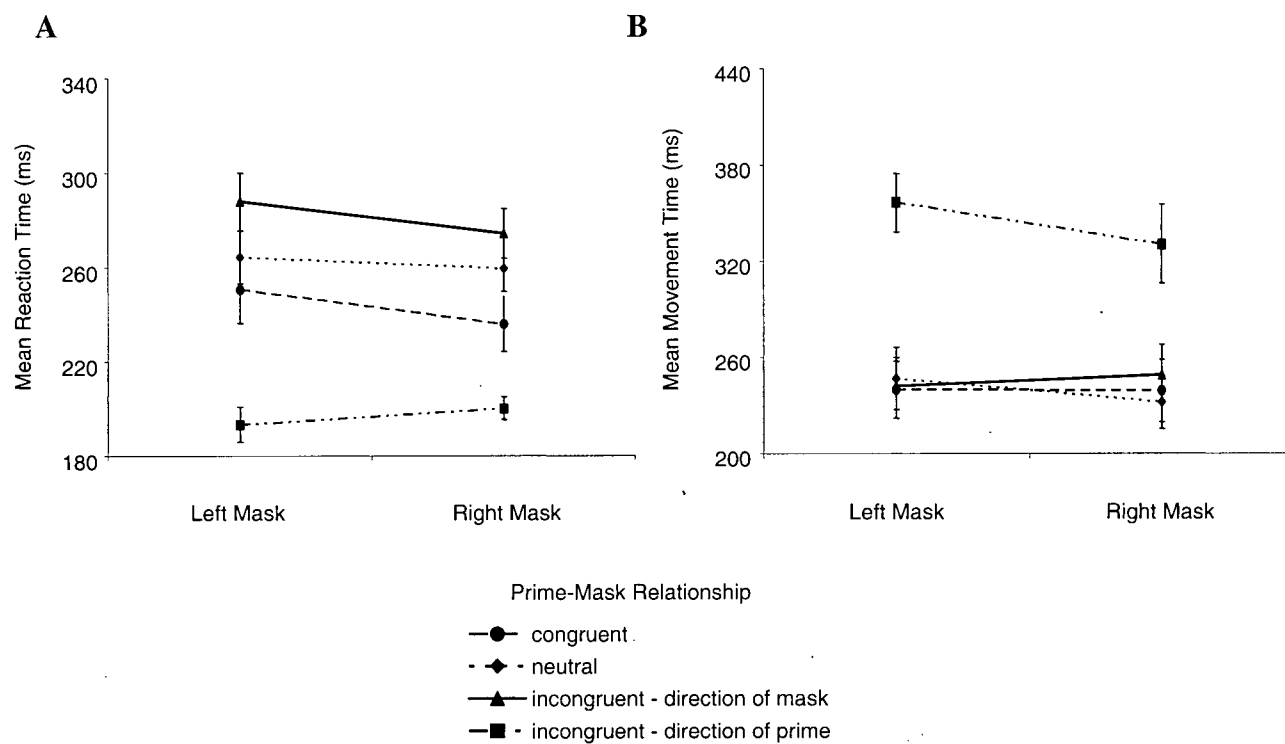 A
B
Mean Reaction Time (ms)
340
300
260
220
180
Left Mask
Right Mask
Mean Movement Time (ms)
440
380
320
260
200
Left Mask
Right Mask
Prime-Mask Relationship
congruent
neutral
incongruent - direction of mask
incongruent - direction of prime